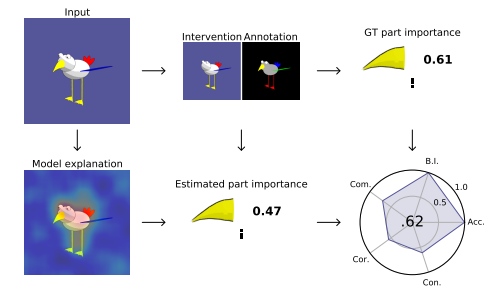 Input
Intervention Annotation
GT part importance
0.61
Model explanation
Estimated part importance
0.47
B.I.
Com.
1.0
0.5
.62
Acc.
Cor.
Con.